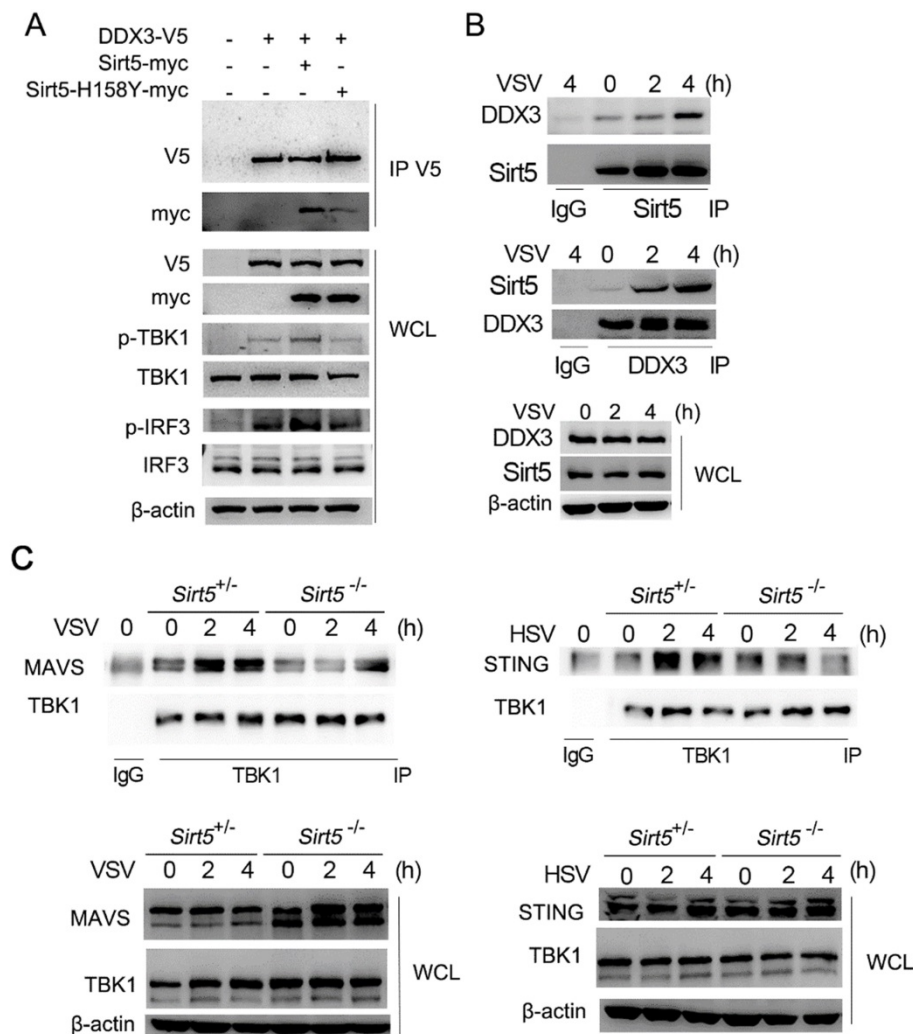 A
DDX3-V5 - + + +
Sirt5-myc - - + -
Sirt5-H158Y-myc - - - +
V5
myc
IP V5
V5
myc
p-TBK1
TBK1
p-IRF3
IRF3
β-actin
WCL
B
VSV 4 0 2 4 (h)
DDX3
Sirt5
IgG Sirt5 IP
VSV 4 0 2 4 (h)
Sirt5
DDX3
IgG DDX3 IP
VSV 0 2 4 (h)
DDX3
Sirt5
β-actin
WCL
C
Sirt5+/- Sirt5 -/-
VSV 0 0 2 4 0 2 4 (h)
MAVS
TBK1
IgG TBK1 IP
Sirt5+/- Sirt5 -/-
HSV 0 0 2 4 0 2 4 (h)
STING
TBK1
IgG TBK1 IP
Sirt5+/- Sirt5 -/-
VSV 0 2 4 0 2 4 (h)
MAVS
TBK1
β-actin
WCL
Sirt5+/- Sirt5 -/-
HSV 0 2 4 0 2 4 (h)
STING
TBK1
β-actin
WCL